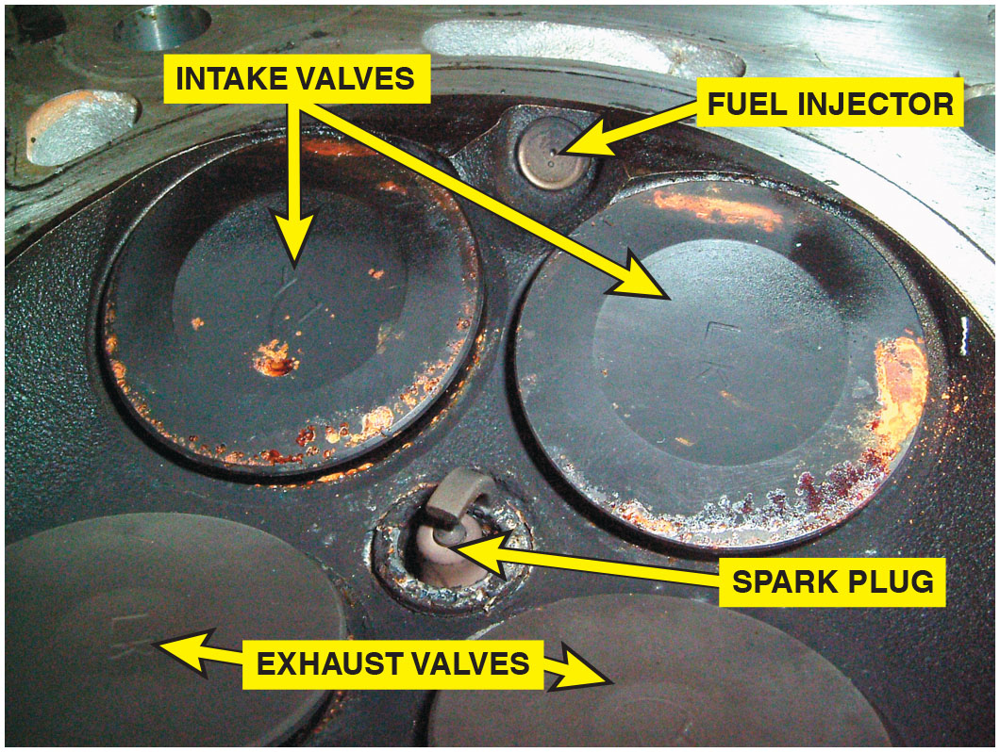 INTAKE VALVES
FUEL INJECTOR
SPARK PLUG
EXHAUST VALVES